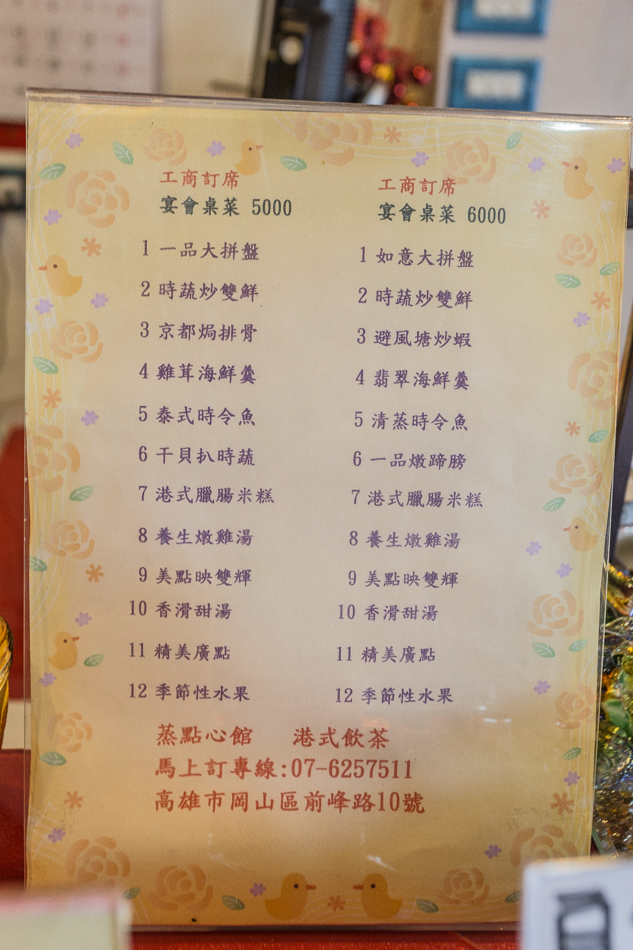 工商訂席
宴會桌菜 5000
1 一品大拼盤
2 時蔬炒雙鮮
3 京都焗排骨
4 雞茸海鮮羹
5 泰式時令魚
6 干貝扒時蔬
7 港式臘腸米糕
8 養生燉雞湯
9 美點映雙輝
10 香滑甜湯
11 精美廣點
12 季節性水果
工商訂席
宴會桌菜 6000
1 如意大拼盤
2 時蔬炒雙鮮
3 避風塘炒蝦
4 翡翠海鮮羹
5 清蒸時令魚
6 一品燉蹄膀
7 港式臘腸米糕
8 養生燉雞湯
9 美點映雙輝
10 香滑甜湯
11 精美廣點
12 季節性水果
蒸點心館 港式飲茶
馬上訂專線:07-6257511
高雄市岡山區前峰路10號